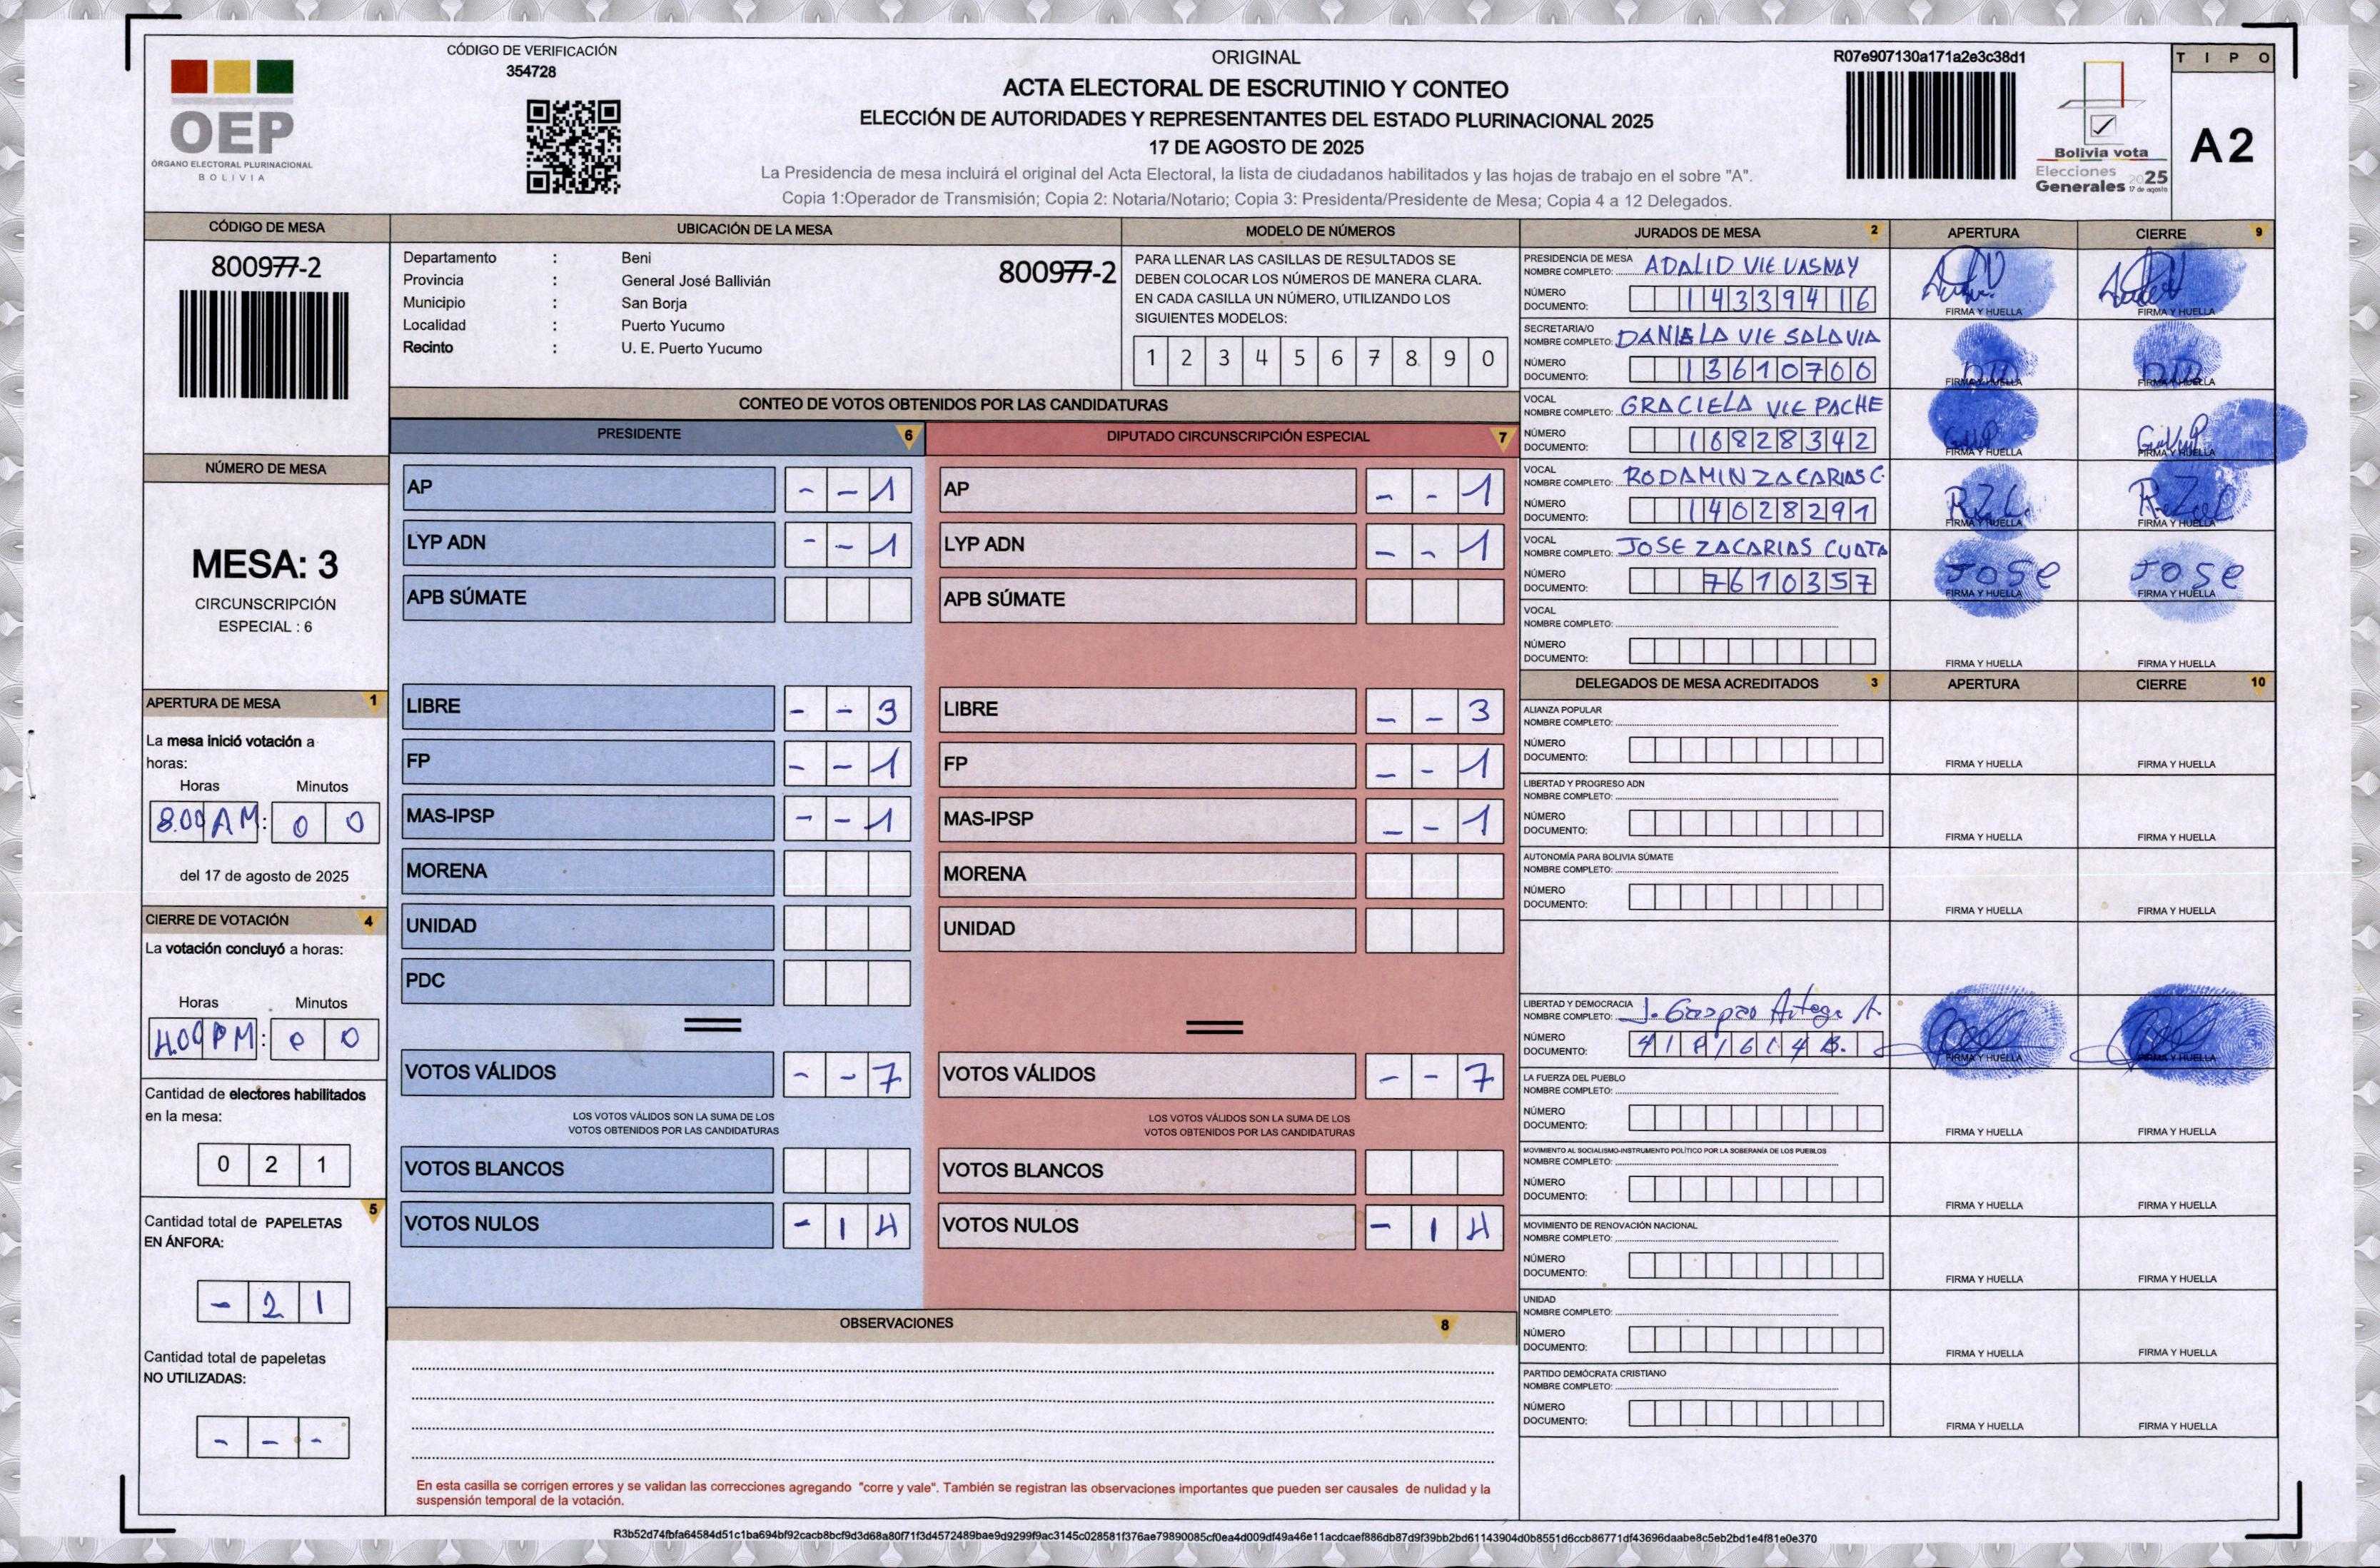 CÓDIGO DE VERIFICACIÓN
354728
OEP
ÓRGANO ELECTORAL PLURINACIONAL
BOLIVIA
ORIGINAL
ACTA ELECTORAL DE ESCRUTINIO Y CONTEO
ELECCIÓN DE AUTORIDADES Y REPRESENTANTES DEL ESTADO PLURINACIONAL 2025
17 DE AGOSTO DE 2025
La Presidencia de mesa incluirá el original del Acta Electoral, la lista de ciudadanos habilitados y las hojas de trabajo en el sobre "A".
Copia 1:Operador de Transmisión; Copia 2: Notaria/Notario; Copia 3: Presidenta/Presidente de Mesa; Copia 4 a 12 Delegados.
R07e907130a171a2e3c38d1
Bolivia vota
Elecciones
Generales 2025
17 de agosto
TIPO
A2
CÓDIGO DE MESA
800977-2
UBICACIÓN DE LA MESA
Departamento : Beni
Provincia : General José Ballivián
Municipio : San Borja
Localidad : Puerto Yucumo
Recinto : U. E. Puerto Yucumo
800977-2
MODELO DE NÚMEROS
PARA LLENAR LAS CASILLAS DE RESULTADOS SE
DEBEN COLOCAR LOS NÚMEROS DE MANERA CLARA.
EN CADA CASILLA UN NÚMERO, UTILIZANDO LOS
SIGUIENTES MODELOS:
1 2 3 4 5 6 7 8 9 0
NÚMERO DE MESA
MESA: 3
CIRCUNSCRIPCIÓN
ESPECIAL : 6
APERTURA DE MESA 1
La mesa inició votación a
horas:
Horas Minutos
8.00 AM : 0 0
del 17 de agosto de 2025
CIERRE DE VOTACIÓN 4
La votación concluyó a horas:
Horas Minutos
4.00 PM : 0 0
Cantidad de electores habilitados
en la mesa:
0 2 1
5
Cantidad total de PAPELETAS
EN ÁNFORA:
- 2 1
Cantidad total de papeletas
NO UTILIZADAS:
- - -
CONTEO DE VOTOS OBTENIDOS POR LAS CANDIDATURAS
PRESIDENTE 6
AP - - 1
LYP ADN - - 1
APB SÚMATE
LIBRE - - 3
FP - - 1
MAS-IPSP - - 1
MORENA
UNIDAD
PDC
VOTOS VÁLIDOS - - 7
LOS VOTOS VÁLIDOS SON LA SUMA DE LOS
VOTOS OBTENIDOS POR LAS CANDIDATURAS
VOTOS BLANCOS
VOTOS NULOS - 1 4
DIPUTADO CIRCUNSCRIPCIÓN ESPECIAL 7
AP - - 1
LYP ADN - - 1
APB SÚMATE
LIBRE - - 3
FP - - 1
MAS-IPSP - - 1
MORENA
UNIDAD
VOTOS VÁLIDOS - - 7
LOS VOTOS VÁLIDOS SON LA SUMA DE LOS
VOTOS OBTENIDOS POR LAS CANDIDATURAS
VOTOS BLANCOS
VOTOS NULOS - 1 4
OBSERVACIONES 8
En esta casilla se corrigen errores y se validan las correcciones agregando "corre y vale". También se registran las observaciones importantes que pueden ser causales de nulidad y la
suspensión temporal de la votación.
JURADOS DE MESA 2 APERTURA CIERRE 9
PRESIDENCIA DE MESA
NOMBRE COMPLETO: ADALID VIE UASNAY
NÚMERO
DOCUMENTO: 14339416
FIRMA Y HUELLA FIRMA Y HUELLA
SECRETARIA/O
NOMBRE COMPLETO: DANIELA VIE SALAVIA
NÚMERO
DOCUMENTO: 13610700
FIRMA Y HUELLA FIRMA Y HUELLA
VOCAL
NOMBRE COMPLETO: GRACIELA VIE PACHE
NÚMERO
DOCUMENTO: 10828342
FIRMA Y HUELLA FIRMA Y HUELLA
VOCAL
NOMBRE COMPLETO: RODAMIN ZACARIAS C.
NÚMERO
DOCUMENTO: 14028291
FIRMA Y HUELLA FIRMA Y HUELLA
VOCAL
NOMBRE COMPLETO: JOSE ZACARIAS CUATA
NÚMERO
DOCUMENTO: 7610357
JOSE JOSE
FIRMA Y HUELLA FIRMA Y HUELLA
VOCAL
NOMBRE COMPLETO:
NÚMERO
DOCUMENTO:
FIRMA Y HUELLA FIRMA Y HUELLA
DELEGADOS DE MESA ACREDITADOS 3 APERTURA CIERRE 10
ALIANZA POPULAR
NOMBRE COMPLETO:
NÚMERO
DOCUMENTO:
FIRMA Y HUELLA FIRMA Y HUELLA
LIBERTAD Y PROGRESO ADN
NOMBRE COMPLETO:
NÚMERO
DOCUMENTO:
FIRMA Y HUELLA FIRMA Y HUELLA
AUTONOMÍA PARA BOLIVIA SÚMATE
NOMBRE COMPLETO:
NÚMERO
DOCUMENTO:
FIRMA Y HUELLA FIRMA Y HUELLA
LIBERTAD Y DEMOCRACIA
NOMBRE COMPLETO: J. Gaspar
NÚMERO
DOCUMENTO:
FIRMA Y HUELLA FIRMA Y HUELLA
LA FUERZA DEL PUEBLO
NOMBRE COMPLETO:
NÚMERO
DOCUMENTO:
FIRMA Y HUELLA FIRMA Y HUELLA
MOVIMIENTO AL SOCIALISMO-INSTRUMENTO POLÍTICO POR LA SOBERANÍA DE LOS PUEBLOS
NOMBRE COMPLETO:
NÚMERO
DOCUMENTO:
FIRMA Y HUELLA FIRMA Y HUELLA
MOVIMIENTO DE RENOVACIÓN NACIONAL
NOMBRE COMPLETO:
NÚMERO
DOCUMENTO:
FIRMA Y HUELLA FIRMA Y HUELLA
UNIDAD
NOMBRE COMPLETO:
NÚMERO
DOCUMENTO:
FIRMA Y HUELLA FIRMA Y HUELLA
PARTIDO DEMÓCRATA CRISTIANO
NOMBRE COMPLETO:
NÚMERO
DOCUMENTO:
FIRMA Y HUELLA FIRMA Y HUELLA